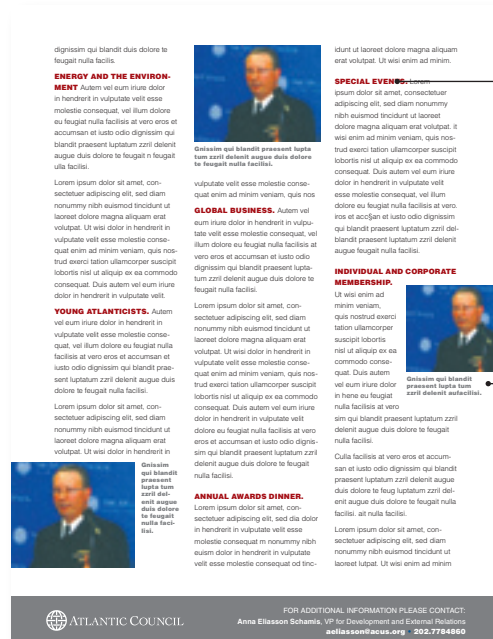 dignissim qui blandit duis dolore te
feugait nulla facilis.
ENERGY AND THE ENVIRON-
MENT Autem vel eum iriure dolor
in hendrerit in vulputate velit esse
molestie consequat, vel illum dolore
eu feugiat nulla facilisis at vero eros et
accumsan et iusto odio dignissim qui
blandit praesent luptatum zzril delenit
augue duis dolore te feugait n feugait
ulla facilisi.
Lorem ipsum dolor sit amet, con-
sectetuer adipiscing elit, sed diam
nonummy nibh euismod tincidunt ut
laoreet dolore magna aliquam erat
volutpat. Ut wisi enim ad minim
vulputate velit esse molestie conse-
quat enim ad minim veniam, quis nos-
trud exerci tation ullamcorper suscipit
lobortis nisl ut aliquip ex ea commodo
consequat. Duis autem vel eum iriure
dolor in hendrerit in vulputate velit.
YOUNG ATLANTICISTS. Autem
vel eum iriure dolor in hendrerit in
vulputate velit esse molestie conse-
quat, vel illum dolore eu feugiat nulla
facilisis at vero eros et accumsan et
iusto odio dignissim qui blandit prae-
sent luptatum zzril delenit augue duis
dolore te feugait nulla facilisi.
Lorem ipsum dolor sit amet, con-
sectetuer adipiscing elit, sed diam
nonummy nibh euismod tincidunt ut
laoreet dolore magna aliquam erat
volutpat. Ut wisi enim ad minim
vulputate velit esse hendrerit in
Gnissim
qui blandit
praesent
lupta tum
zzril del-
enit augue
duis dolore
te feugait
nulla faci-
lisi.
Gnissim qui blandit praesent lupta
tum zzril delenit augue duis dolore
te feugait nulla facilisi.
vulputate velit esse molestie conse-
quat enim ad minim veniam, quis nos
GLOBAL BUSINESS. Autem vel
eum iriure dolor in hendrerit in vulpu-
tate velit esse molestie consequat, vel
illum dolore eu feugiat nulla facilisis at
vero eros et accumsan et iusto odio
dignissim qui blandit praesent lupta-
tum zzril delenit augue duis dolore te
feugait nulla facilisi.
Lorem ipsum dolor sit amet, con-
sectetuer adipiscing elit, sed diam
nonummy nibh euismod tincidunt ut
laoreet dolore magna aliquam erat
volutpat. Ut wisi enim ad minim
vulputate velit esse molestie conse-
quat enim ad minim veniam, quis nos-
trud exerci tation ullamcorper suscipit
lobortis nisl ut aliquip ex ea commodo
consequat. Duis autem vel eum iriure
dolor in hendrerit in vulputate velit
esse molestie conse at vero
eros et accumsan et iusto odio dignis-
sim qui blandit praesent luptatum zzril
delenit augue duis dolore te feugait
nulla facilisi.
ANNUAL AWARDS DINNER.
Lorem ipsum dolor sit amet, con-
sectetuer adipiscing elit, sed dia dolor
in hendrerit in vulputate velit esse
molestie consequat m nonummy nibh
euism dolor in hendrerit in vulputate
velit esse molestie consequat od tinc-
idunt ut laoreet dolore magna aliquam
erat volutpat. Ut wisi enim ad minim.
SPECIAL EVENTS. Lorem
ipsum dolor sit amet, consectetuer
adipiscing elit, sed diam nonummy
nibh euismod tincidunt ut laoreet
dolore magna aliquam erat volutpat. It
wisi enim ad minim veniam, quis nos-
trud exerci tation ullamcorper suscipit
lobortis nisl ut aliquip ex ea commodo
consequat. Duis autem vel eum iriure
dolor in hendrerit in vulputate velit
esse molestie consequat, vel illum
dolore eu feugiat nulla facilisis at vero.
iros et acc§an et iusto odio dignissim
qui blandit praesent luptatum zzril del-
blandit praesent luptatum zzril delenit
augue feugait nulla facilisi.
INDIVIDUAL AND CORPORATE
MEMBERSHIP.
Ut wisi enim ad
minim veniam,
quis nostrud exerci
tation ullamcorper
suscipit lobortis
nisl ut aliquip ex ea
commodo conse-
quat. Duis autem
vel eum iriure dolor
in hene eu feugiat
nulla facilisis at vero
Gnissim qui blandit
praesent lupta tum
zzril delenit aufacilisi.
sim qui blandit praesent luptatum zzril
delenit augue duis dolore te feugait
nulla facilisi.
Culla facilisis at vero eros et accum-
san et iusto odio dignissim qui blandit
praesent luptatum zzril delenit augue
duis dolore te feug luptatum zzril del-
enit augue duis dolore te feugait nulla
facilisi. ait nulla facilisi.
Lorem ipsum dolor sit amet, con-
sectetuer adipiscing elit, sed diam
nonummy nibh euismod tincidunt ut
laoreet lutpat. Ut wisi enim ad minim
ATLANTIC COUNCIL
FOR ADDITIONAL INFORMATION PLEASE CONTACT:
Anna Eliasson Schamis, VP for Development and External Relations
aeliasson@acus.org • 202.7784860